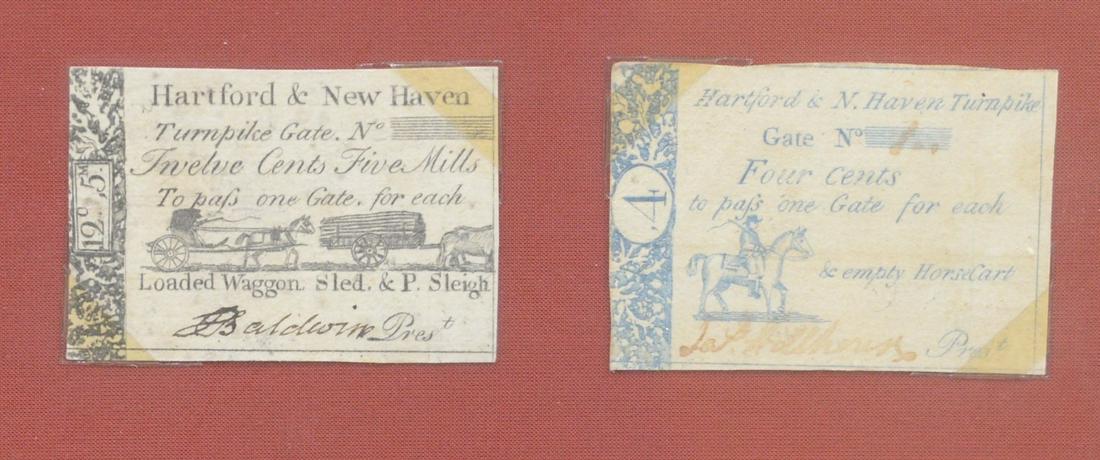 Hartford & New Haven
Turnpike Gate. Nº
Twelve Cents Five Mills
To paſs one Gate, for each
Loaded Waggon. Sled. & P. Sleigh
Baldwin Presᵗ
12ᶜ,5ᴹ
Hartford & N. Haven Turnpike
Gate Nº
Four Cents
to paſs one Gate for each
& empty HorseCart
Presᵗ
4